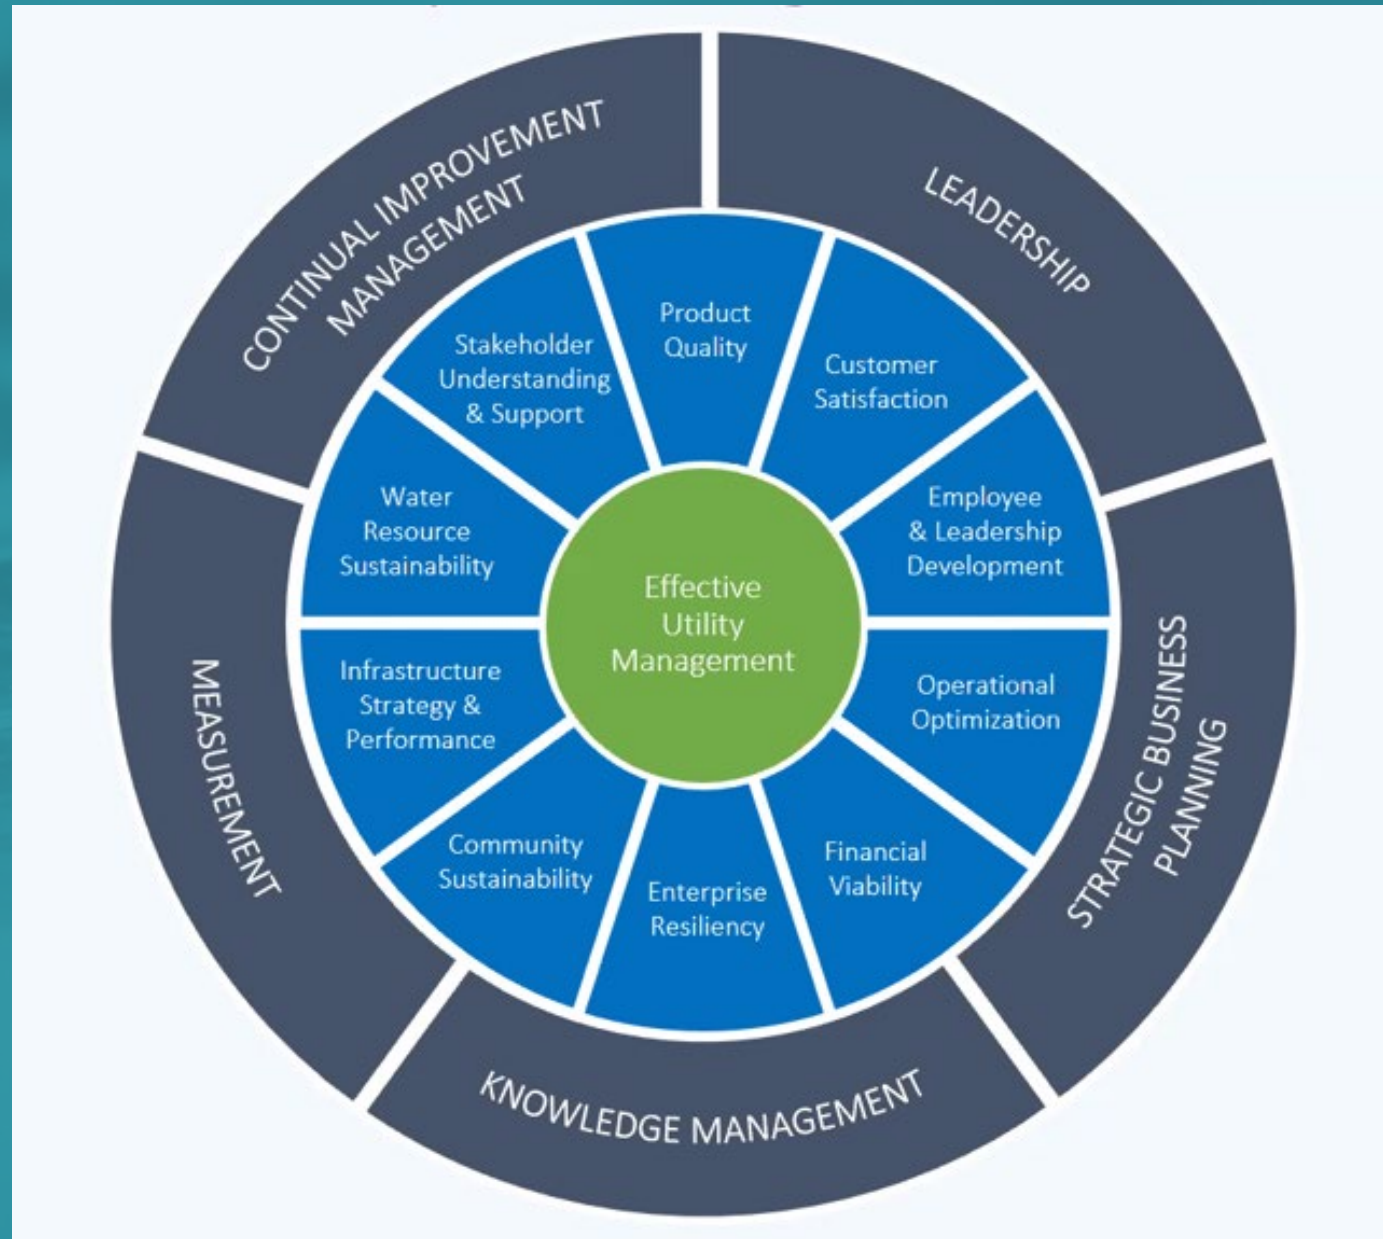 CONTINUAL IMPROVEMENT
MANAGEMENT
LEADERSHIP
STRATEGIC BUSINESS
PLANNING
KNOWLEDGE MANAGEMENT
MEASUREMENT
Product
Quality
Customer
Satisfaction
Employee
& Leadership
Development
Operational
Optimization
Financial
Viability
Enterprise
Resiliency
Community
Sustainability
Infrastructure
Strategy &
Performance
Water
Resource
Sustainability
Stakeholder
Understanding
& Support
Effective
Utility
Management